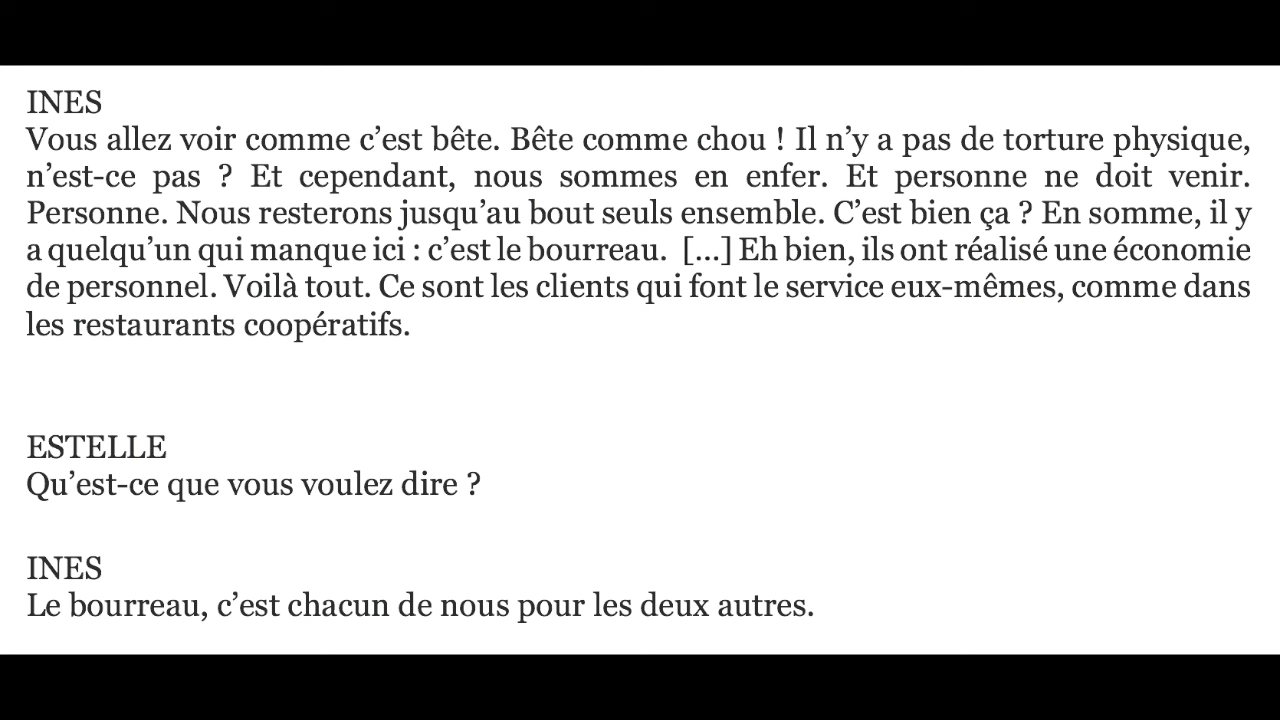 INES
Vous allez voir comme c’est bête. Bête comme chou ! Il n’y a pas de torture physique,
n’est-ce pas ? Et cependant, nous sommes en enfer. Et personne ne doit venir.
Personne. Nous resterons jusqu’au bout seuls ensemble. C’est bien ça ? En somme, il y
a quelqu’un qui manque ici : c’est le bourreau. [...] Eh bien, ils ont réalisé une économie
de personnel. Voilà tout. Ce sont les clients qui font le service eux-mêmes, comme dans
les restaurants coopératifs.
ESTELLE
Qu’est-ce que vous voulez dire ?
INES
Le bourreau, c’est chacun de nous pour les deux autres.